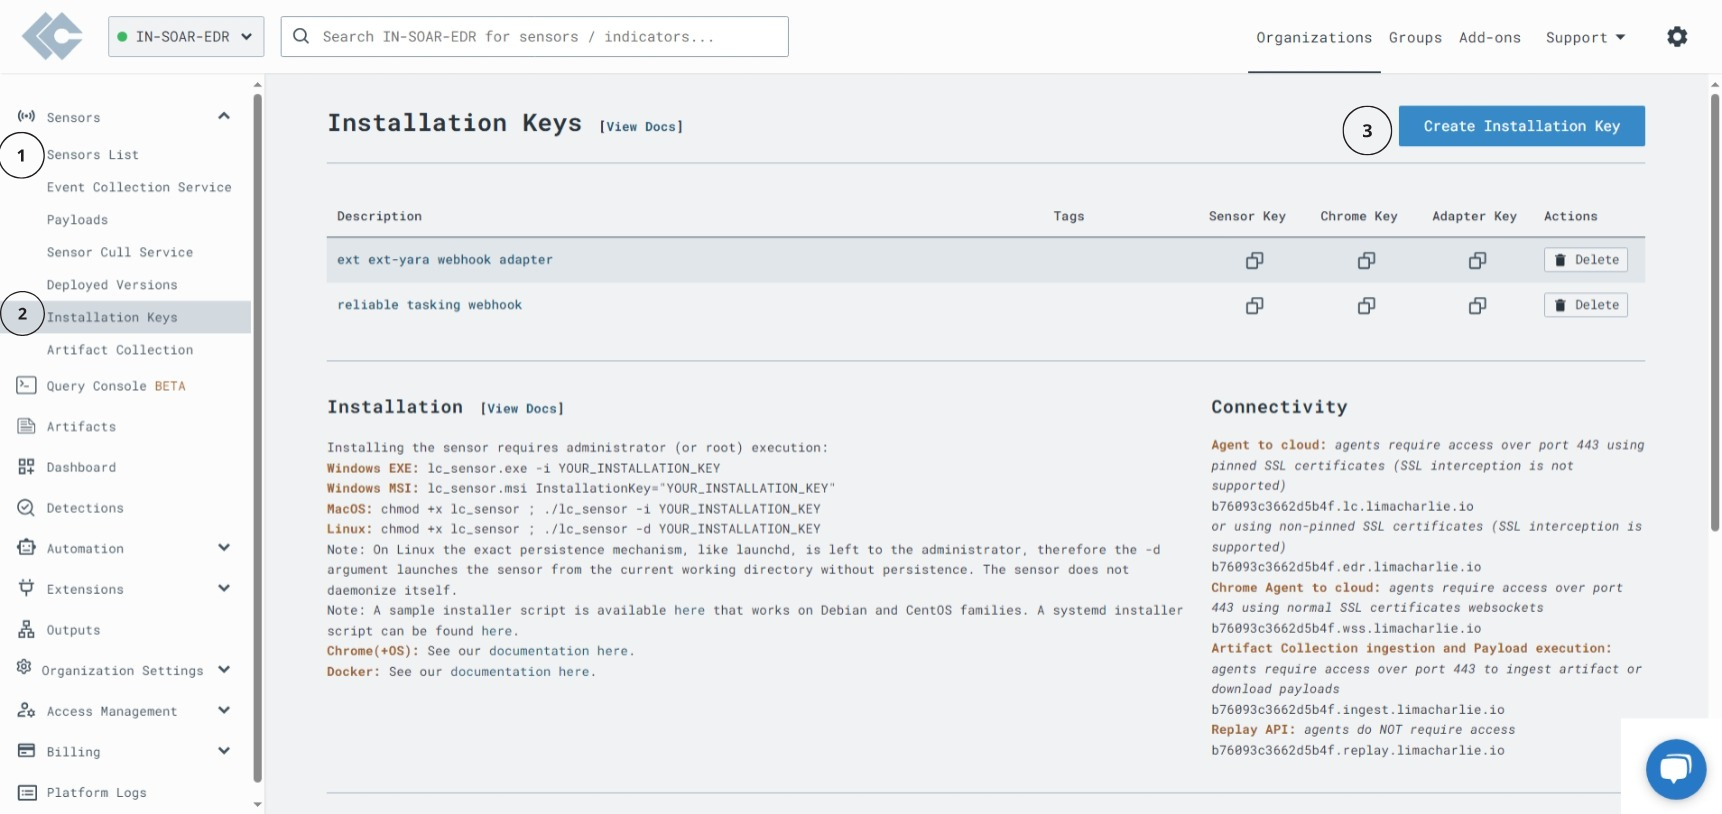 IN-SOAR-EDR
Search IN-SOAR-EDR for sensors / indicators...
Organizations
Groups
Add-ons
Support
Sensors
1
Sensors List
Event Collection Service
Payloads
Sensor Cull Service
Deployed Versions
2
Installation Keys
Artifact Collection
Query Console BETA
Artifacts
Dashboard
Detections
Automation
Extensions
Outputs
Organization Settings
Access Management
Billing
Platform Logs
Installation Keys [View Docs]
3
Create Installation Key
Description Tags Sensor Key Chrome Key Adapter Key Actions
ext ext-yara webhook adapter Delete
reliable tasking webhook Delete
Installation [View Docs]
Installing the sensor requires administrator (or root) execution:
Windows EXE: lc_sensor.exe -i YOUR_INSTALLATION_KEY
Windows MSI: lc_sensor.msi InstallationKey="YOUR_INSTALLATION_KEY"
MacOS: chmod +x lc_sensor ; ./lc_sensor -i YOUR_INSTALLATION_KEY
Linux: chmod +x lc_sensor ; ./lc_sensor -d YOUR_INSTALLATION_KEY
Note: On Linux the exact persistence mechanism, like launchd, is left to the administrator, therefore the -d
argument launches the sensor from the current working directory without persistence. The sensor does not
daemonize itself.
Note: A sample installer script is available here that works on Debian and CentOS families. A systemd installer
script can be found here.
Chrome(+OS): See our documentation here.
Docker: See our documentation here.
Connectivity
Agent to cloud: agents require access over port 443 using
pinned SSL certificates (SSL interception is not
supported)
b76093c3662d5b4f.lc.limacharlie.io
or using non-pinned SSL certificates (SSL interception is
supported)
b76093c3662d5b4f.edr.limacharlie.io
Chrome Agent to cloud: agents require access over port
443 using normal SSL certificates websockets
b76093c3662d5b4f.wss.limacharlie.io
Artifact Collection ingestion and Payload execution:
agents require access over port 443 to ingest artifact or
download payloads
b76093c3662d5b4f.ingest.limacharlie.io
Replay API: agents do NOT require access
b76093c3662d5b4f.replay.limacharlie.io